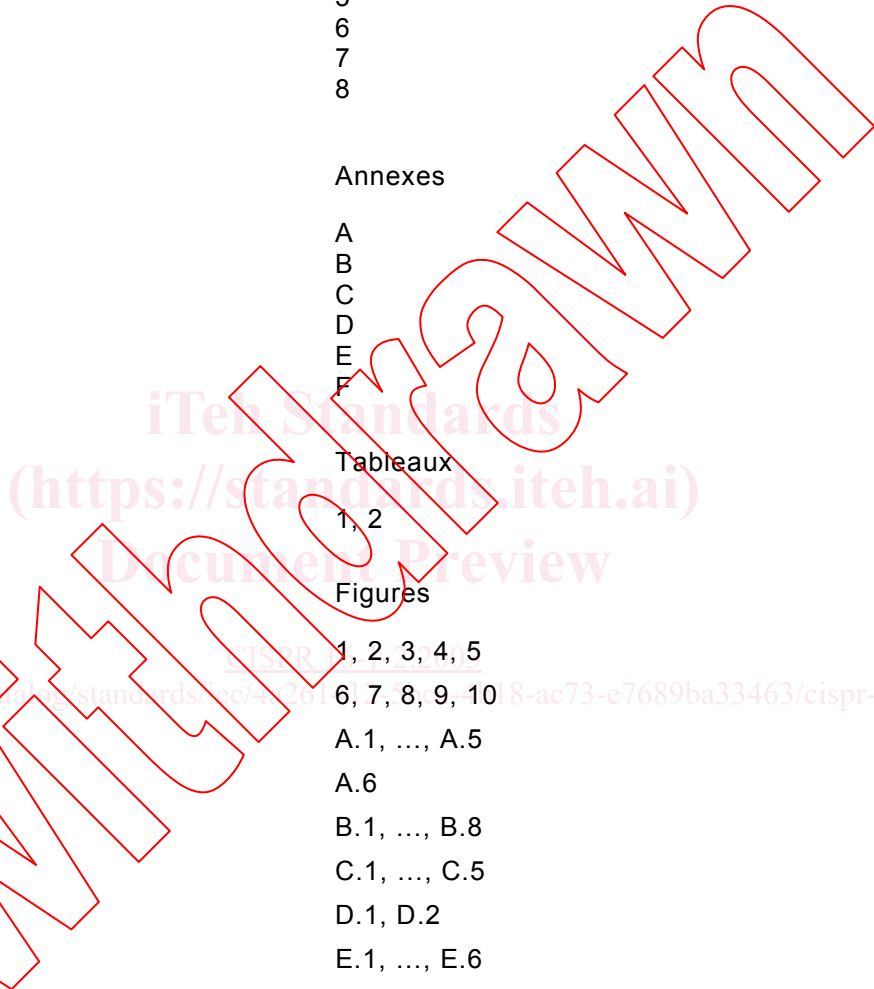 6
7
8
Annexes
A
B
C
D
E
F
iTeh Standards
Tableaux
(https://standards.iteh.ai)
1, 2
Document Preview
Figures
1, 2, 3, 4, 5
6, 7, 8, 9, 10
A.1, …, A.5
A.6
B.1, …, B.8
C.1, …, C.5
D.1, D.2
E.1, …, E.6
withdrawn